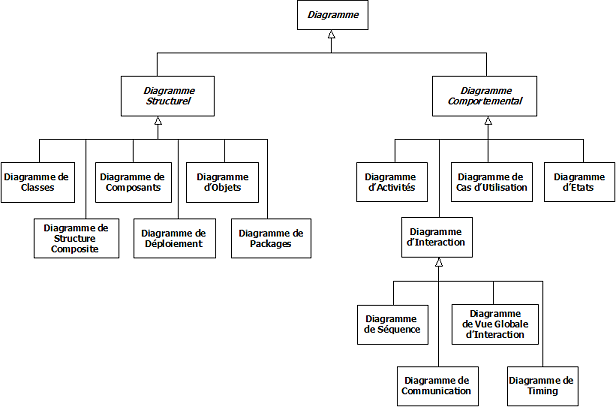 Diagramme
Diagramme
Structurel
Diagramme
Comportemental
Diagramme de
Classes
Diagramme de
Composants
Diagramme
d'Objets
Diagramme
d'Activités
Diagramme de
Cas d'Utilisation
Diagramme
d'Etats
Diagramme de
Structure
Composite
Diagramme de
Déploiement
Diagramme de
Packages
Diagramme
d'Interaction
Diagramme
de Séquence
Diagramme
de Vue Globale
d'Interaction
Diagramme de
Communication
Diagramme de
Timing